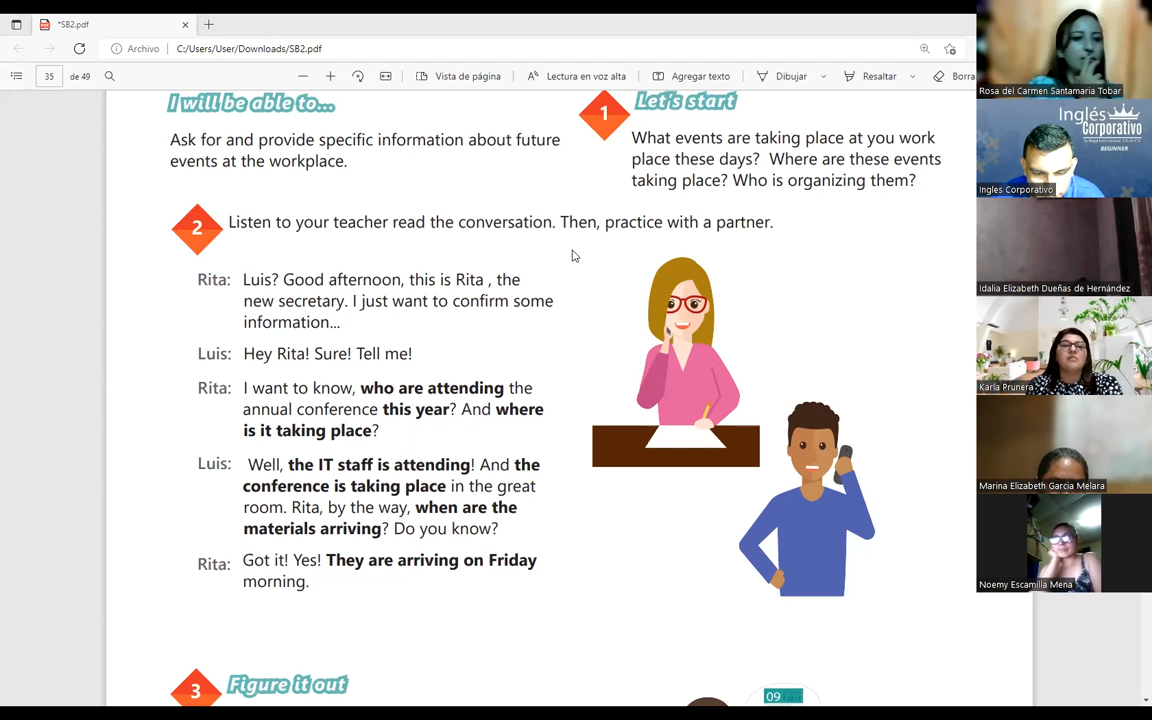 *SB2.pdf
Archivo
C:/Users/User/Downloads/SB2.pdf
35
de 49
Vista de página
Lectura en voz alta
Agregar texto
Dibujar
Resaltar
Borra
I will be able to...
Ask for and provide specific information about future
events at the workplace.
1
Let's start
What events are taking place at you work
place these days? Where are these events
taking place? Who is organizing them?
2
Listen to your teacher read the conversation. Then, practice with a partner.
Rita: Luis? Good afternoon, this is Rita , the
new secretary. I just want to confirm some
information...
Luis: Hey Rita! Sure! Tell me!
Rita: I want to know, who are attending the
annual conference this year? And where
is it taking place?
Luis: Well, the IT staff is attending! And the
conference is taking place in the great
room. Rita, by the way, when are the
materials arriving? Do you know?
Rita: Got it! Yes! They are arriving on Friday
morning.
3
Figure it out
09
Rosa del Carmen Santamaria Tobar
Inglés
Corporativo
BEGINNER
Ingles Corporativo
Idalia Elizabeth Dueñas de Hernández
Karla Prunera
Marina Elizabeth Garcia Melara
Noemy Escamilla Mena